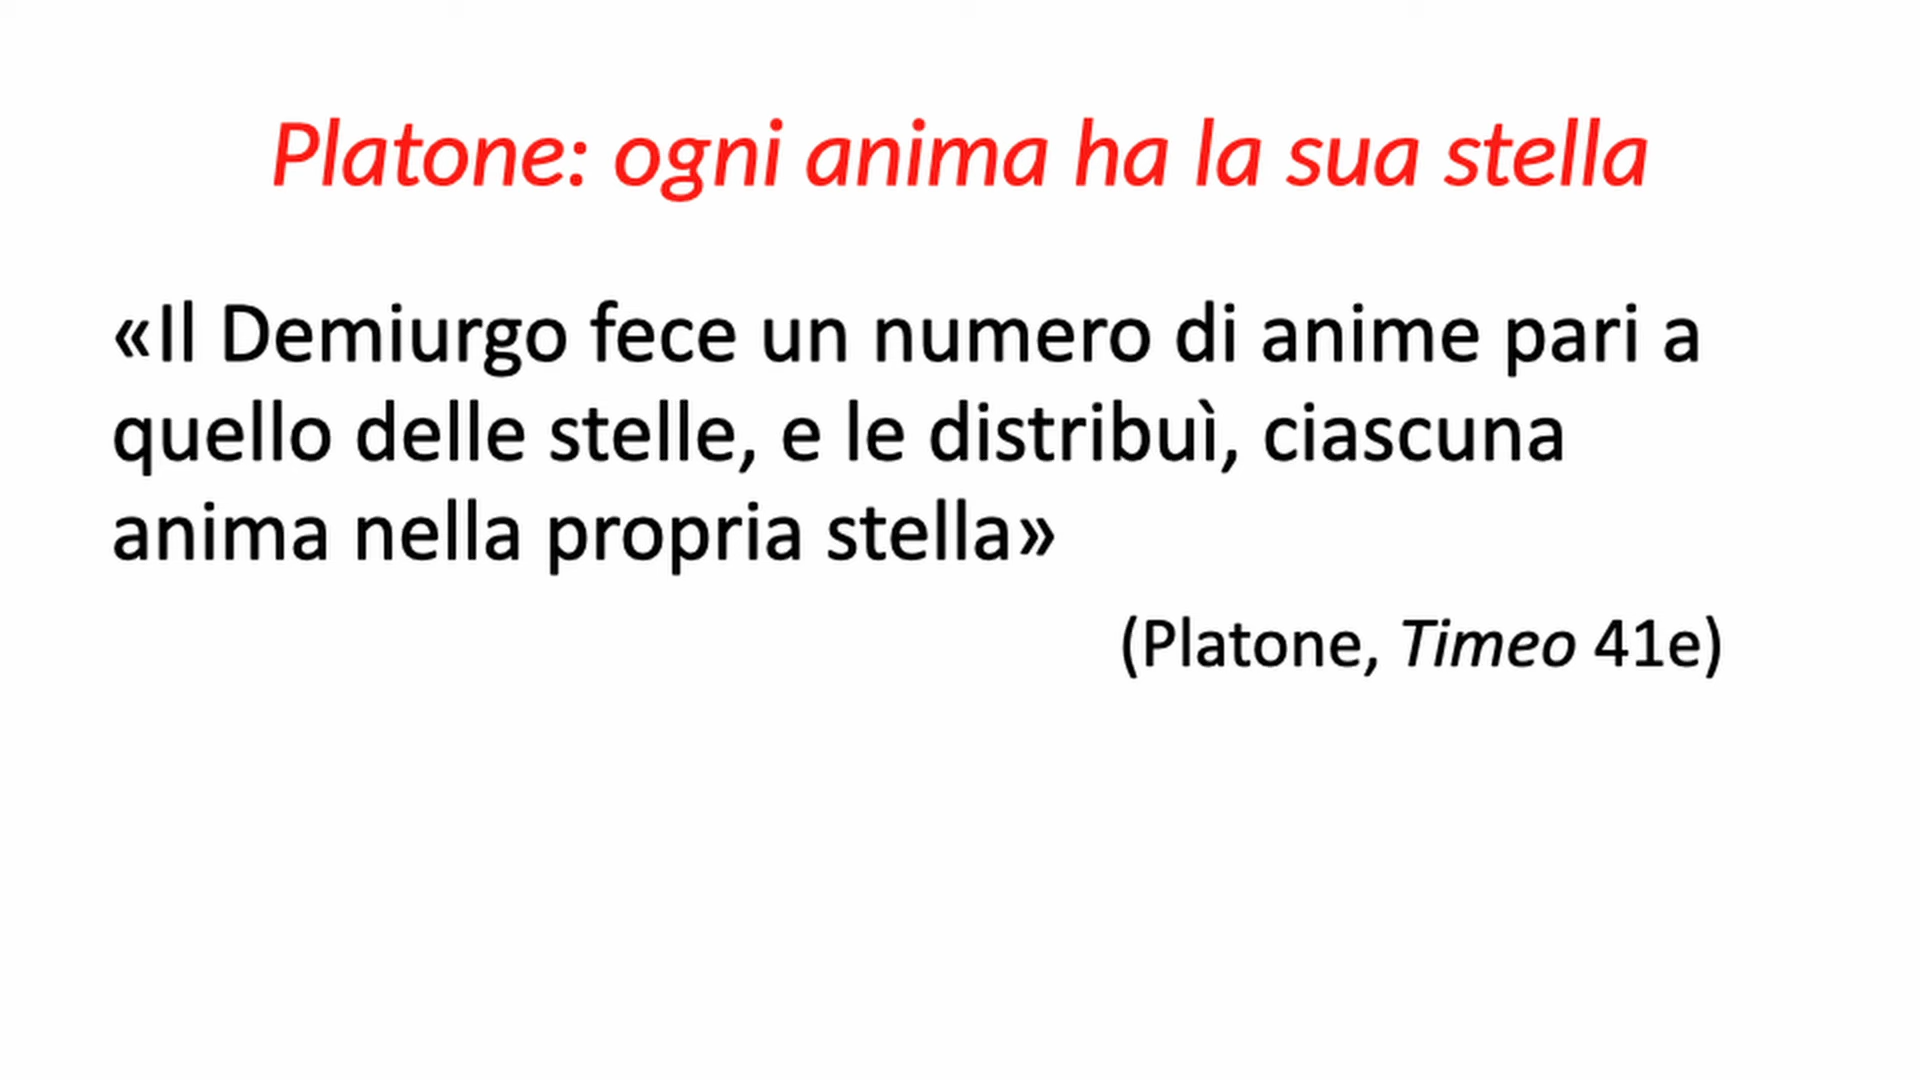 Platone: ogni anima ha la sua stella
«Il Demiurgo fece un numero di anime pari a
quello delle stelle, e le distribuì, ciascuna
anima nella propria stella»
(Platone, Timeo 41e)